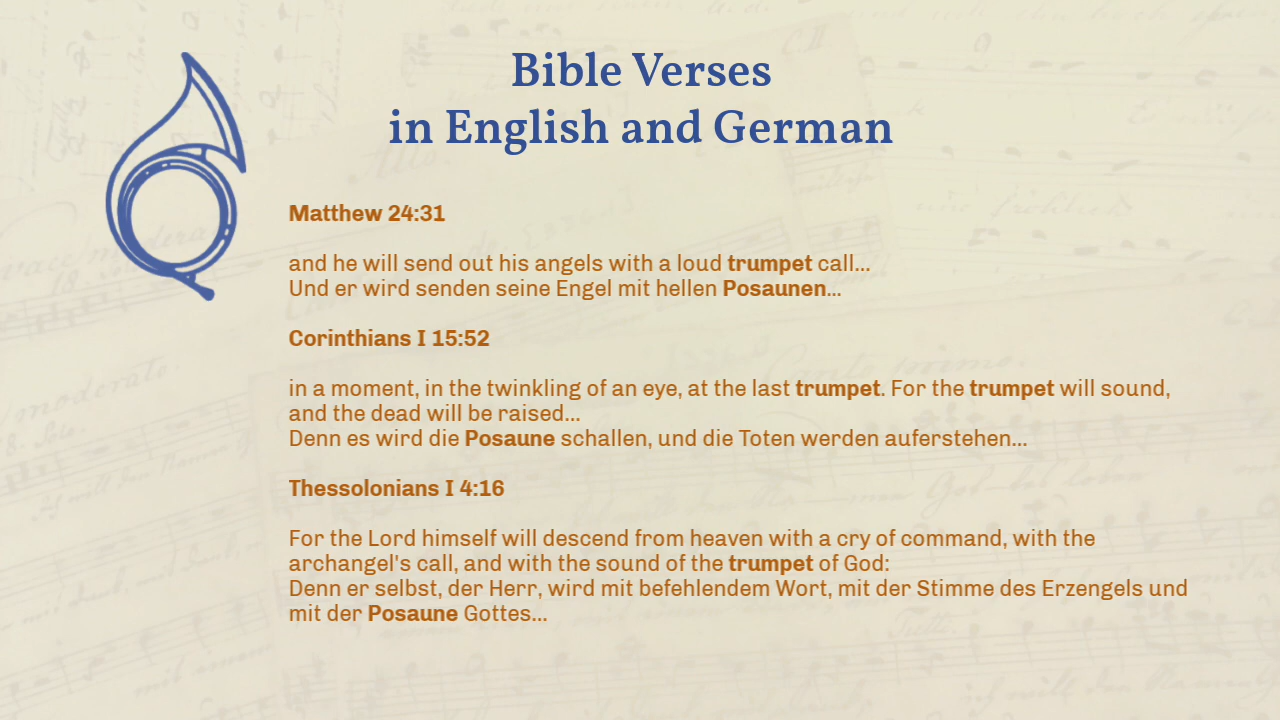 Bible Verses
in English and German
Matthew 24:31
and he will send out his angels with a loud trumpet call...
Und er wird senden seine Engel mit hellen Posaunen...
Corinthians I 15:52
in a moment, in the twinkling of an eye, at the last trumpet. For the trumpet will sound,
and the dead will be raised...
Denn es wird die Posaune schallen, und die Toten werden auferstehen...
Thessolonians I 4:16
For the Lord himself will descend from heaven with a cry of command, with the
archangel's call, and with the sound of the trumpet of God:
Denn er selbst, der Herr, wird mit befehlendem Wort, mit der Stimme des Erzengels und
mit der Posaune Gottes...